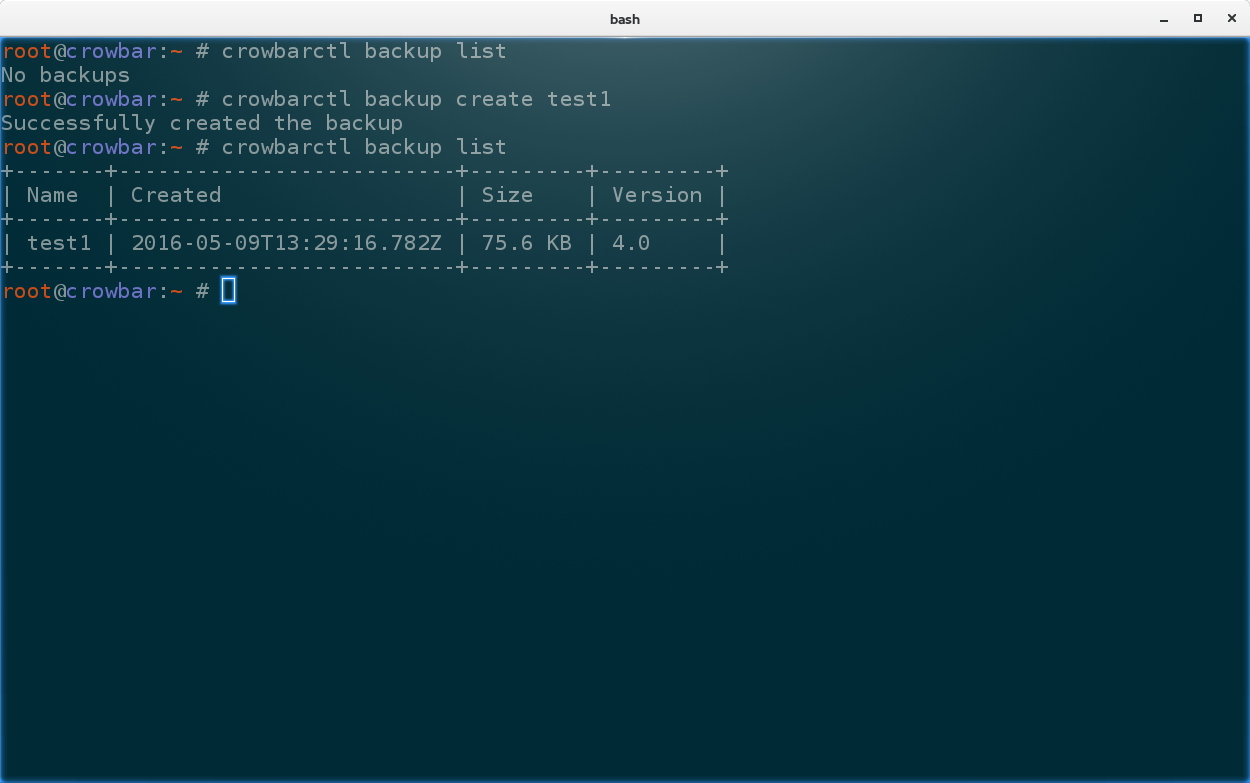 bash
root@crowbar:~ # crowbarctl backup list
No backups
root@crowbar:~ # crowbarctl backup create test1
Successfully created the backup
root@crowbar:~ # crowbarctl backup list
+-------+--------------------------+---------+---------+
| Name  | Created                  | Size    | Version |
+-------+--------------------------+---------+---------+
| test1 | 2016-05-09T13:29:16.782Z | 75.6 KB | 4.0     |
+-------+--------------------------+---------+---------+
root@crowbar:~ #